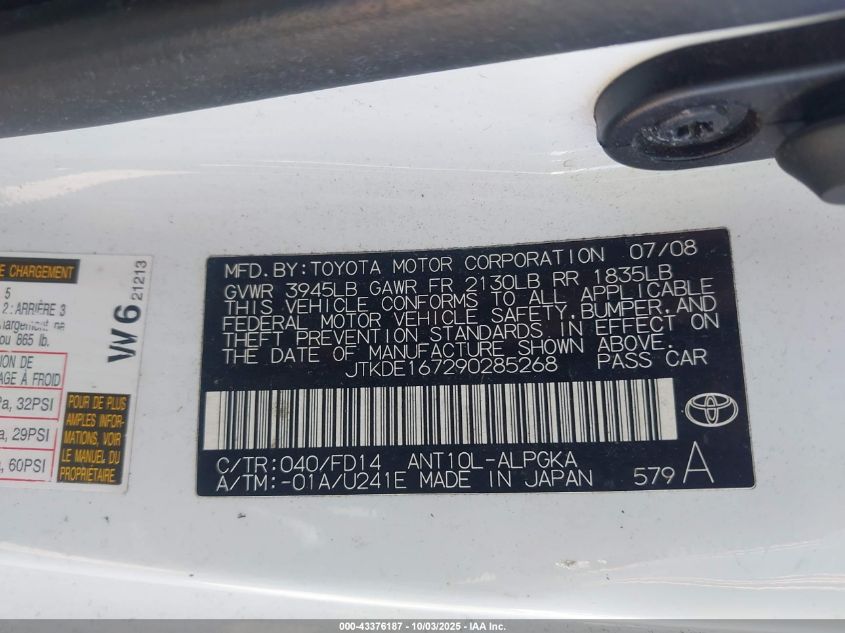 E CHARGEMENT
5
2 : ARRIÈRE 3
hargement ne
ou 865 lb.
ION DE
AGE À FROID
Pa, 32PSI
a, 29PSI
a, 60PSI
POUR DE PLUS
AMPLES INFOR-
MATIONS, VOIR
LE MANUEL DU
PROPRIÉTAIRE
W6 21213
MFD. BY: TOYOTA MOTOR CORPORATION 07/08
GVWR 3945LB GAWR FR 2130LB RR 1835LB
THIS VEHICLE CONFORMS TO ALL APPLICABLE
FEDERAL MOTOR VEHICLE SAFETY, BUMPER, AND
THEFT PREVENTION STANDARDS IN EFFECT ON
THE DATE OF MANUFACTURE SHOWN ABOVE.
JTKDE167290285268 PASS CAR
C/TR: 040/FD14 ANT10L-ALPGKA
A/TM: -01A/U241E MADE IN JAPAN 579 A
000-43376187 - 10/03/2025 - IAA Inc.